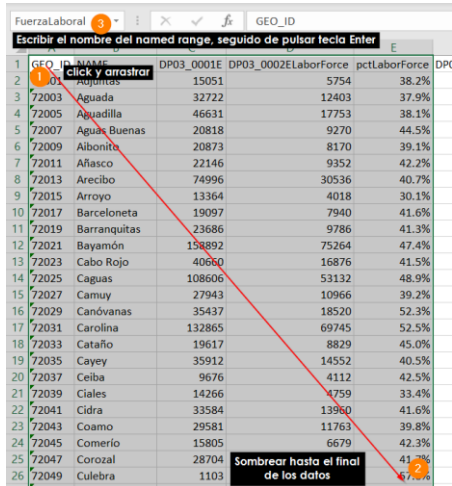 FuerzaLaboral 3 fx GEO_ID
Escribir el nombre del named range, seguido de pulsar tecla Enter
E
1 GEO_ID NAME DP03_0001E DP03_0002ELaborForce pctLaborForce DP0
1 click y arrastrar
2 Adjuntas 15051 5754 38.2%
3 72003 Aguada 32722 12403 37.9%
4 72005 Aguadilla 46631 17753 38.1%
5 72007 Aguas Buenas 20818 9270 44.5%
6 72009 Aibonito 20873 8170 39.1%
7 72011 Añasco 22146 9352 42.2%
8 72013 Arecibo 74996 30536 40.7%
9 72015 Arroyo 13364 4018 30.1%
10 72017 Barceloneta 19097 7940 41.6%
11 72019 Barranquitas 23686 9786 41.3%
12 72021 Bayamón 158892 75264 47.4%
13 72023 Cabo Rojo 40660 16876 41.5%
14 72025 Caguas 108606 53132 48.9%
15 72027 Camuy 27943 10966 39.2%
16 72029 Canóvanas 35437 18520 52.3%
17 72031 Carolina 132865 69745 52.5%
18 72033 Cataño 19617 8829 45.0%
19 72035 Cayey 35912 14552 40.5%
20 72037 Ceiba 9676 4112 42.5%
21 72039 Ciales 14266 4759 33.4%
22 72041 Cidra 33584 13960 41.6%
23 72043 Coamo 29581 11763 39.8%
24 72045 Comerío 15805 6679 42.3%
25 72047 Corozal 28704
26 72049 Culebra 1103
Sombrear hasta el final
de los datos
2